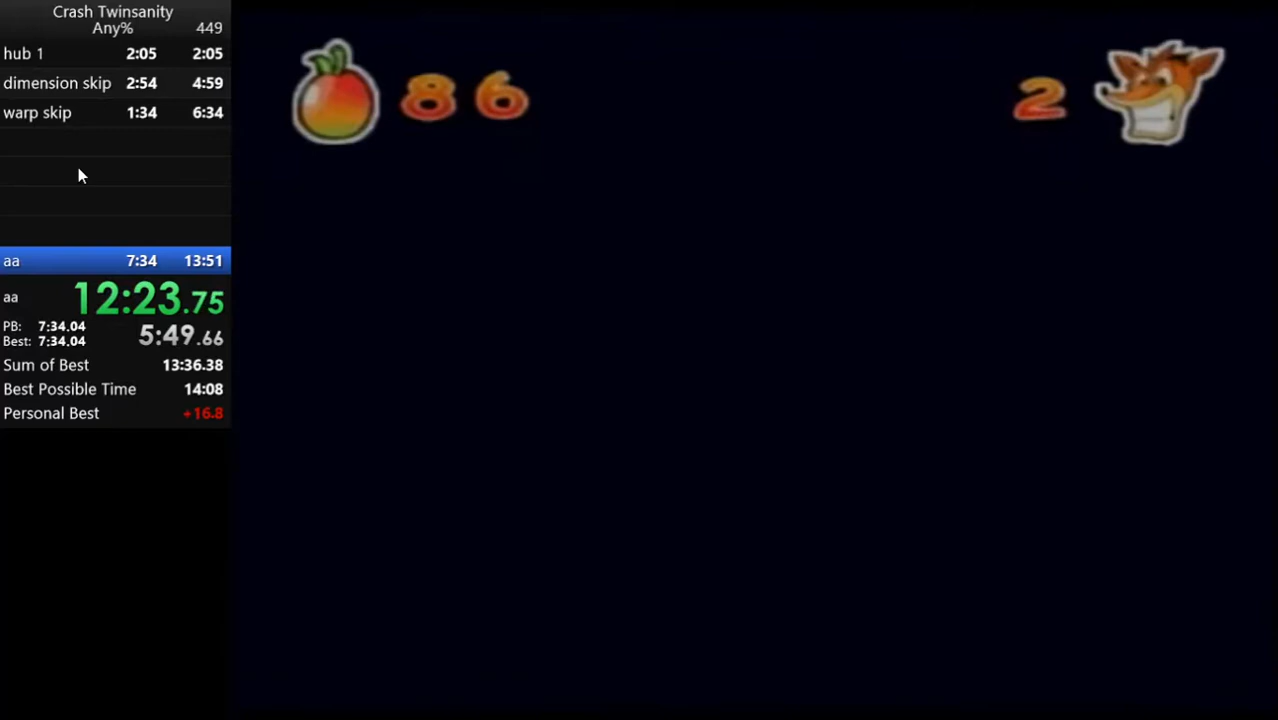 Crash Twinsanity
Any% 449
hub 1 2:05 2:05
dimension skip 2:54 4:59
warp skip 1:34 6:34
aa 7:34 13:51
aa 12:23.75
PB: 7:34.04
Best: 7:34.04 5:49.66
Sum of Best 13:36.38
Best Possible Time 14:08
Personal Best +16.8
86
2